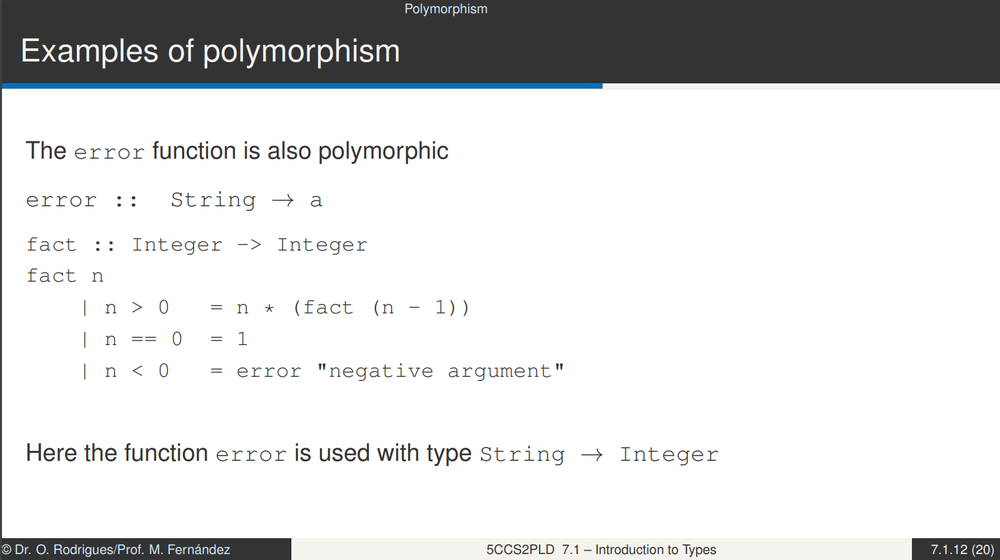 Polymorphism
Examples of polymorphism
The error function is also polymorphic
error :: String → a
fact :: Integer -> Integer
fact n
| n > 0 = n * (fact (n - 1))
| n == 0 = 1
| n < 0 = error "negative argument"
Here the function error is used with type String → Integer
© Dr. O. Rodrigues/Prof. M. Fernández
5CCS2PLD 7.1 – Introduction to Types
7.1.12 (20)